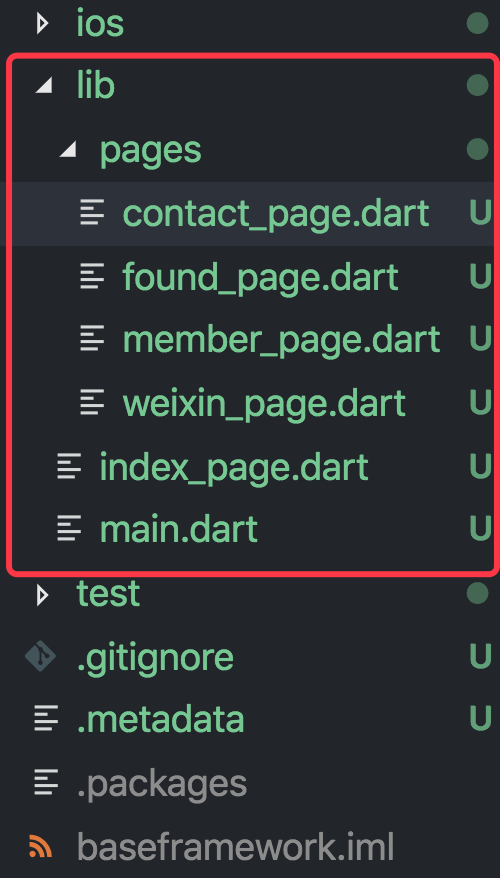 ios
lib
pages
contact_page.dart U
found_page.dart U
member_page.dart U
weixin_page.dart U
index_page.dart U
main.dart U
test
.gitignore U
.metadata U
.packages
baseframework.iml